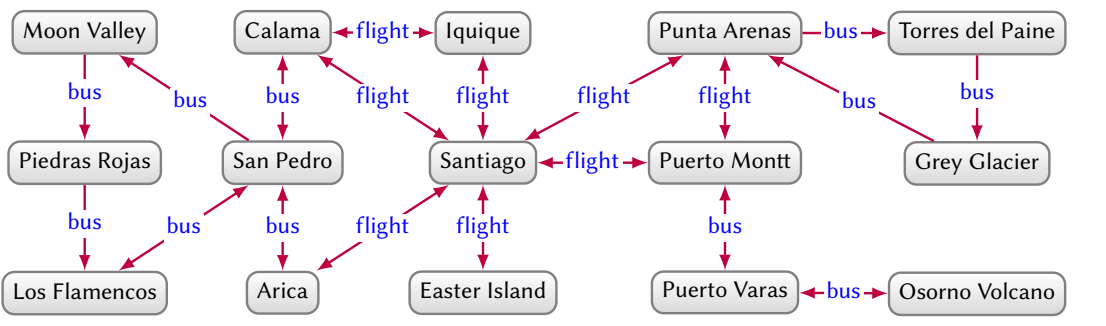 Moon Valley
Calama
flight
Iquique
Punta Arenas
bus
Torres del Paine
bus
bus
bus
flight
flight
flight
flight
bus
bus
Piedras Rojas
San Pedro
Santiago
flight
Puerto Montt
Grey Glacier
bus
bus
bus
flight
flight
bus
Los Flamencos
Arica
Easter Island
Puerto Varas
bus
Osorno Volcano